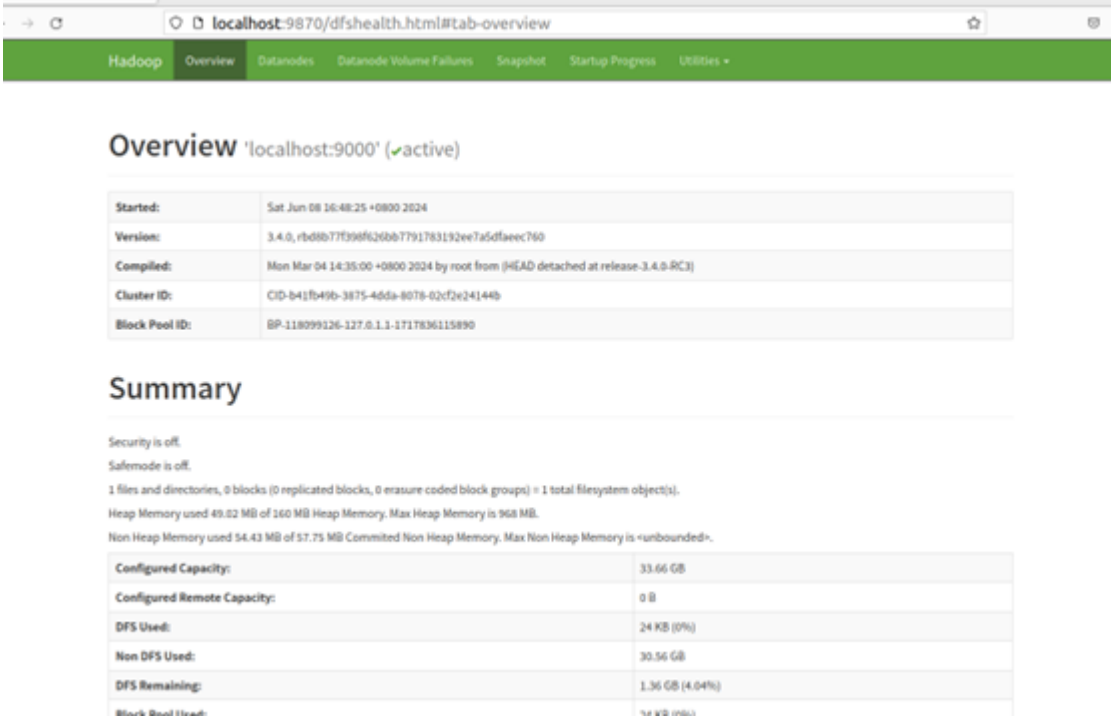 localhost:9870/dfshealth.html#tab-overview
Hadoop Overview Datanodes Datanode Volume Failures Snapshot Startup Progress Utilities
Overview 'localhost:9000' (✔active)
Started: Sat Jun 08 16:48:25 +0800 2024
Version: 3.4.0, rbd8b77f398f626bb7791783192ee7a5dfaeec760
Compiled: Mon Mar 04 14:35:00 +0800 2024 by root from (HEAD detached at release-3.4.0-RC3)
Cluster ID: CID-b41fb49b-3875-4dda-8078-02cf2e24144b
Block Pool ID: BP-118099126-127.0.1.1-1717836115890
Summary
Security is off.
Safemode is off.
1 files and directories, 0 blocks (0 replicated blocks, 0 erasure coded block groups) = 1 total filesystem object(s).
Heap Memory used 49.02 MB of 160 MB Heap Memory. Max Heap Memory is 968 MB.
Non Heap Memory used 54.43 MB of 57.75 MB Commited Non Heap Memory. Max Non Heap Memory is <unbounded>.
Configured Capacity: 33.66 GB
Configured Remote Capacity: 0 B
DFS Used: 24 KB (0%)
Non DFS Used: 30.56 GB
DFS Remaining: 1.36 GB (4.04%)
Block Pool Used: 24 KB (0%)